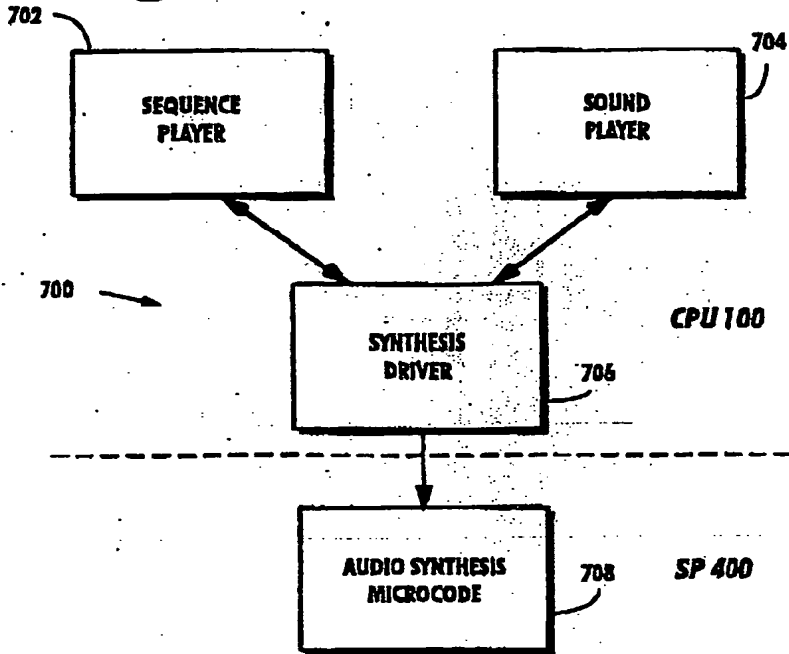 702
704
SEQUENCE
PLAYER
SOUND
PLAYER
700
CPU 100
SYNTHESIS
DRIVER
706
AUDIO SYNTHESIS
MICROCODE
708
SP 400